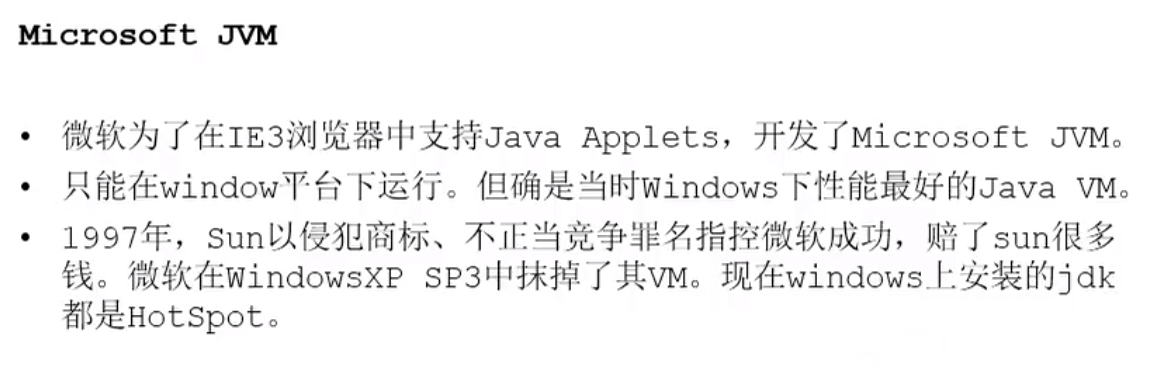 Microsoft JVM
• 微软为了在IE3浏览器中支持Java Applets，开发了Microsoft JVM。
• 只能在window平台下运行。但确是当时Windows下性能最好的Java VM。
• 1997年，Sun以侵犯商标、不正当竞争罪名指控微软成功，赔了sun很多
钱。微软在WindowsXP SP3中抹掉了其VM。现在windows上安装的jdk
都是HotSpot。